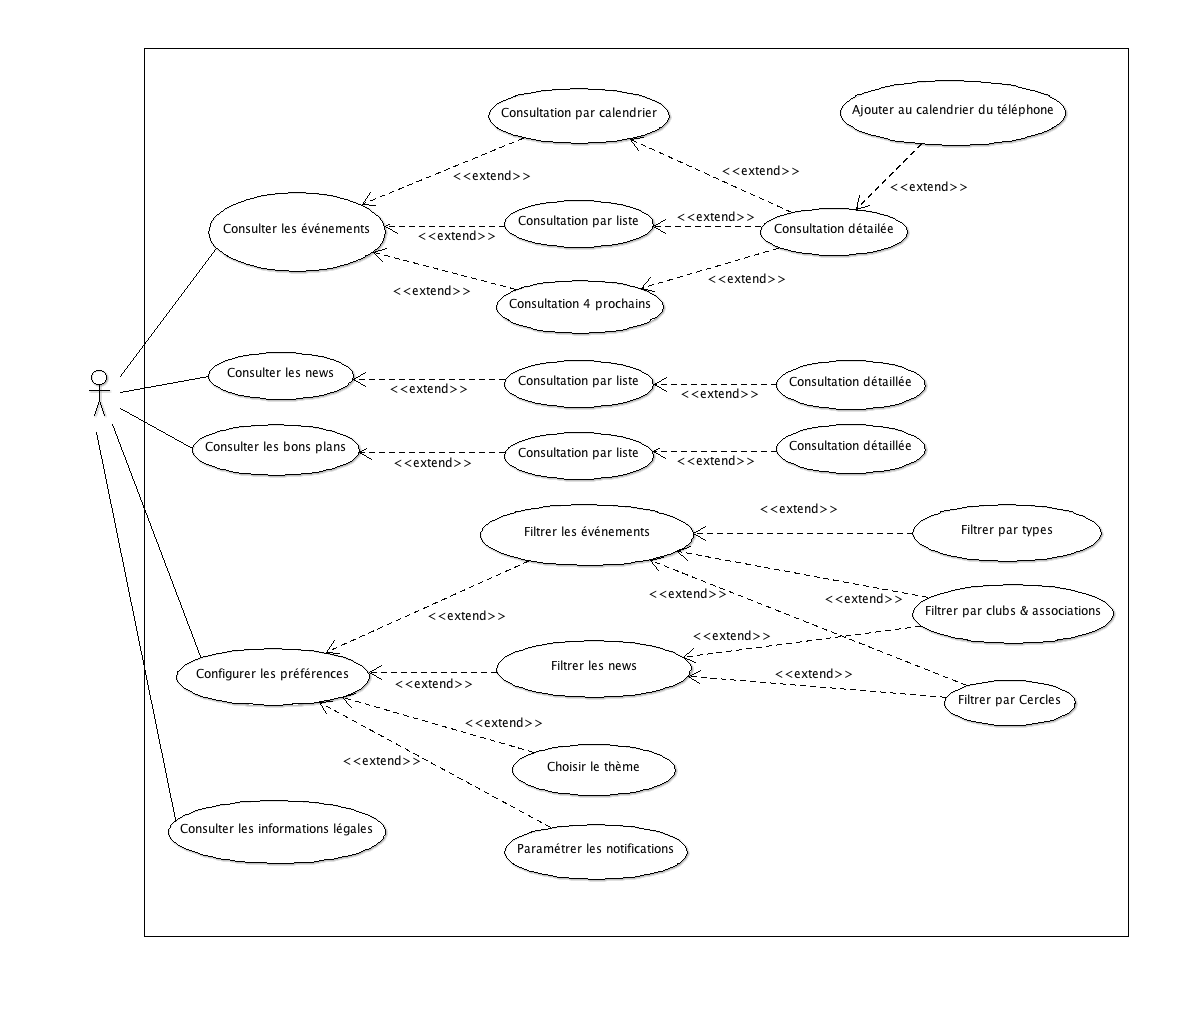 Consultation par calendrier
Ajouter au calendrier du téléphone
<<extend>>
<<extend>>
<<extend>>
Consulter les événements
Consultation par liste
<<extend>>
Consultation détailée
<<extend>>
<<extend>>
<<extend>>
Consultation 4 prochains
Consulter les news
<<extend>>
Consultation par liste
<<extend>>
Consultation détaillée
Consulter les bons plans
<<extend>>
Consultation par liste
<<extend>>
Consultation détaillée
Filtrer les événements
<<extend>>
Filtrer par types
<<extend>>
<<extend>>
<<extend>>
Filtrer par clubs & associations
<<extend>>
Configurer les préférences
<<extend>>
Filtrer les news
<<extend>>
Filtrer par Cercles
<<extend>>
<<extend>>
Choisir le thème
Consulter les informations légales
Paramétrer les notifications